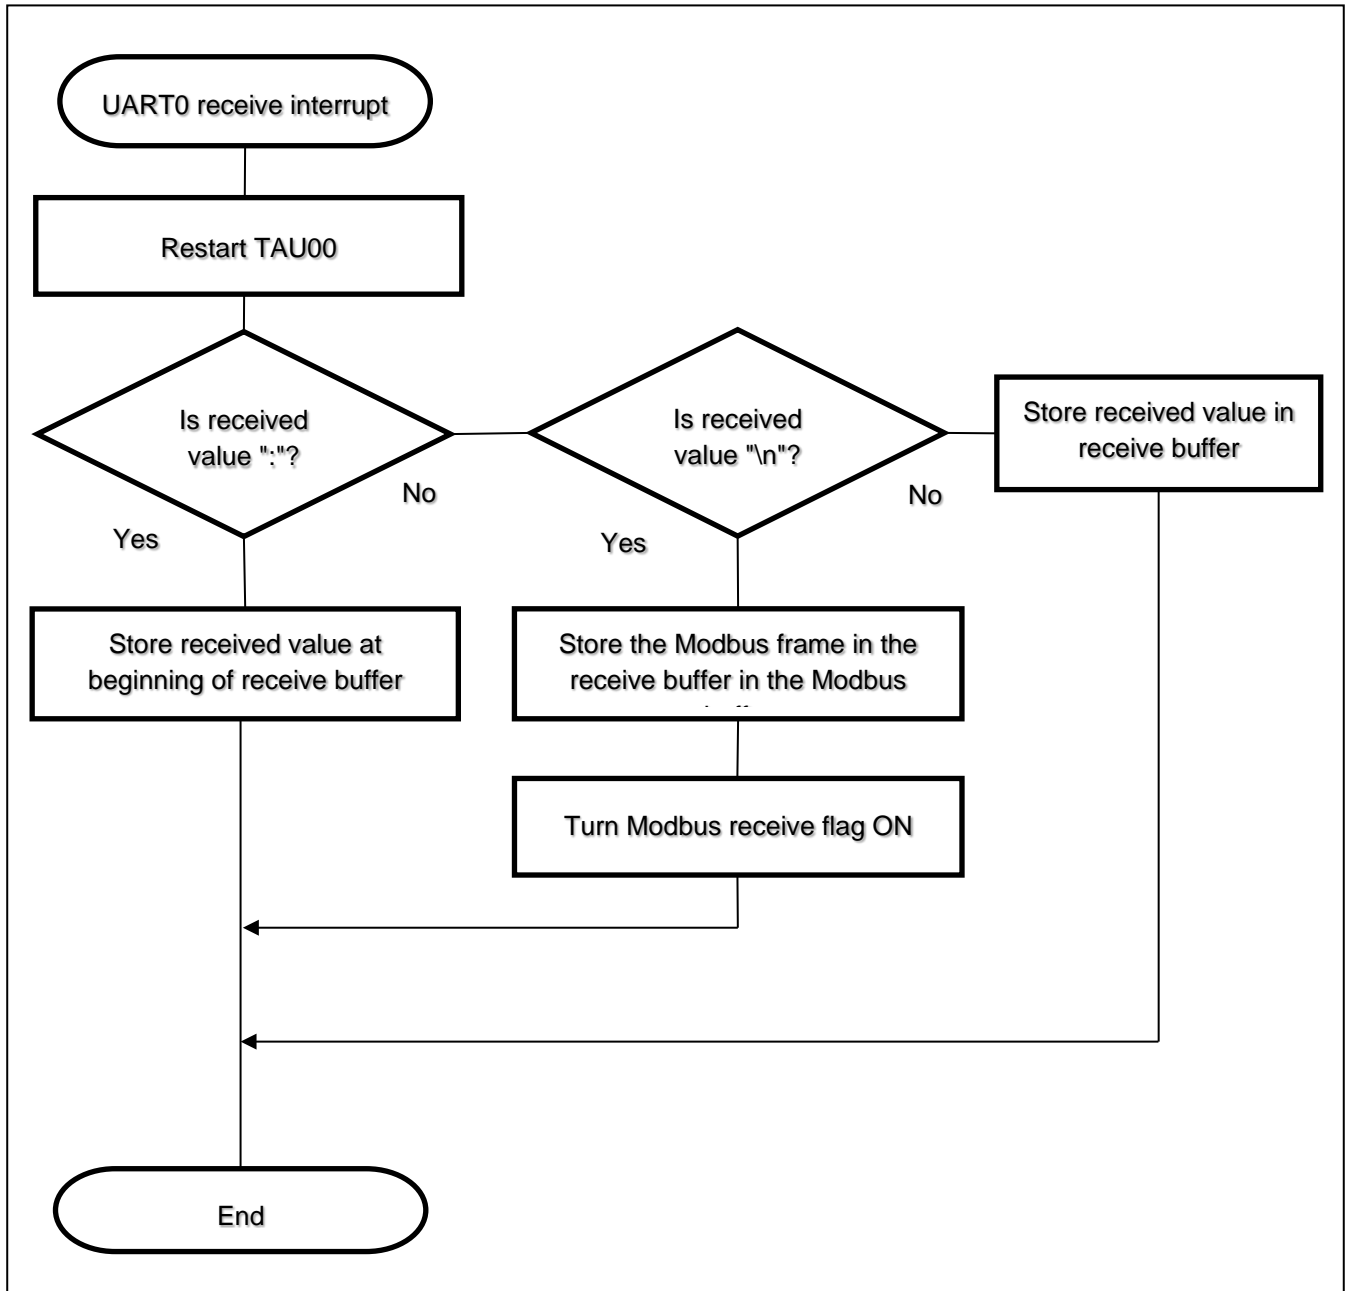 UART0 receive interrupt
Restart TAU00
Is received
value ":"?
No
Yes
Is received
value "\n"?
No
Yes
Store received value in
receive buffer
Store received value at
beginning of receive buffer
Store the Modbus frame in the
receive buffer in the Modbus
Turn Modbus receive flag ON
End